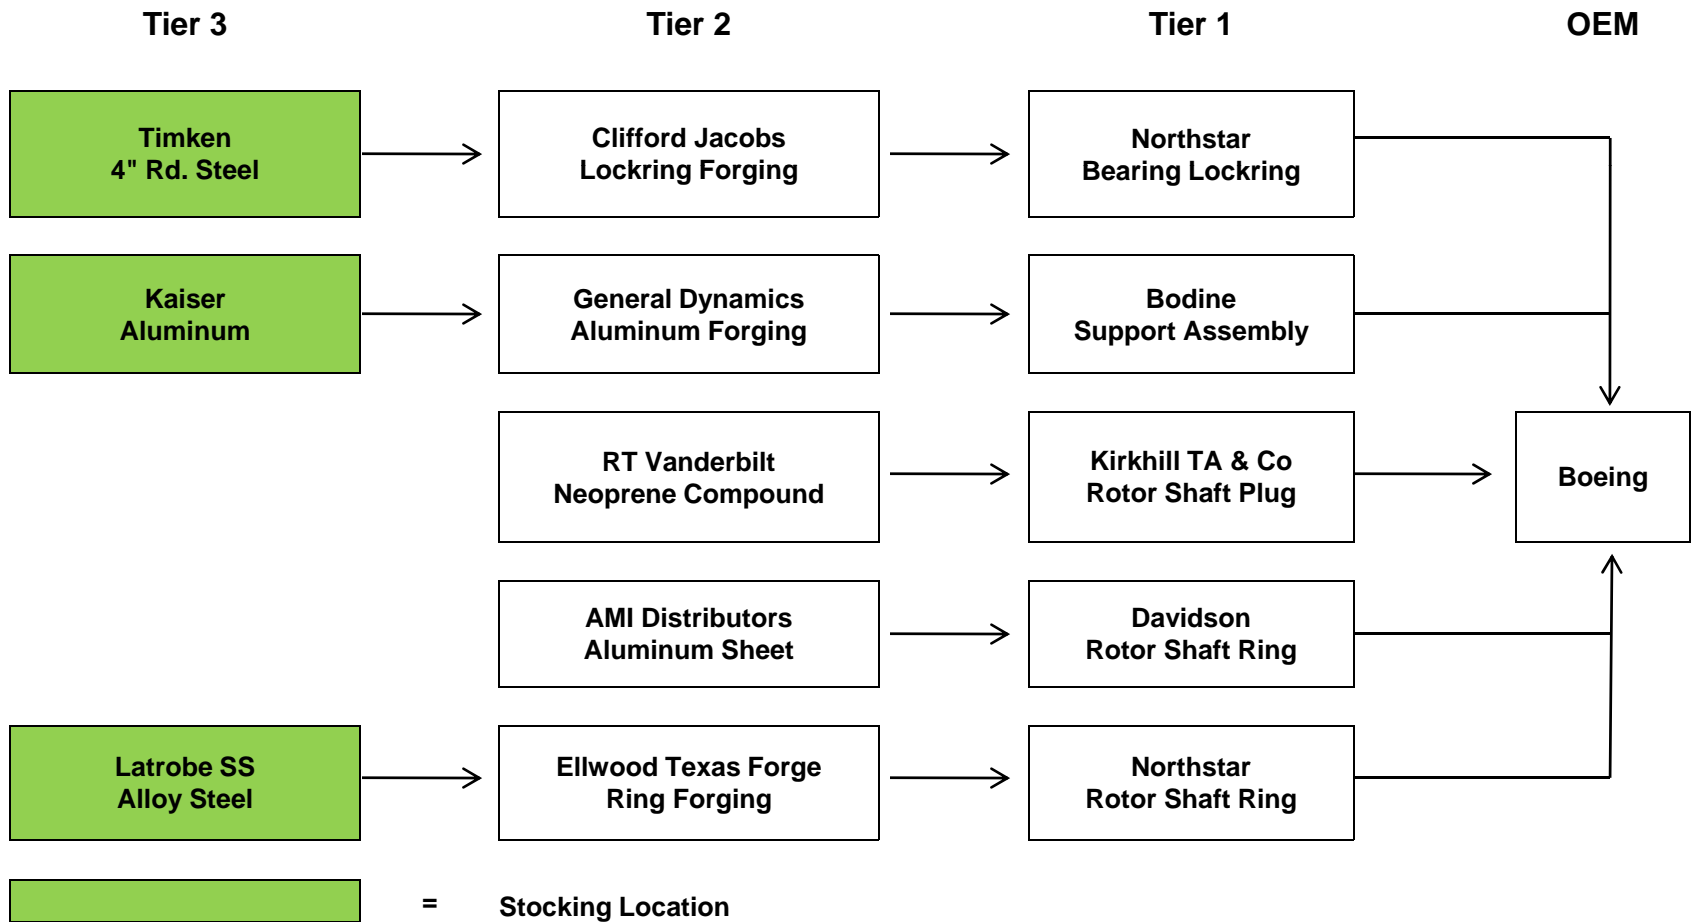 Tier 3
Tier 2
Tier 1
OEM
Timken
4" Rd. Steel
Clifford Jacobs
Lockring Forging
Northstar
Bearing Lockring
Kaiser
Aluminum
General Dynamics
Aluminum Forging
Bodine
Support Assembly
RT Vanderbilt
Neoprene Compound
Kirkhill TA & Co
Rotor Shaft Plug
Boeing
AMI Distributors
Aluminum Sheet
Davidson
Rotor Shaft Ring
Latrobe SS
Alloy Steel
Ellwood Texas Forge
Ring Forging
Northstar
Rotor Shaft Ring
= Stocking Location